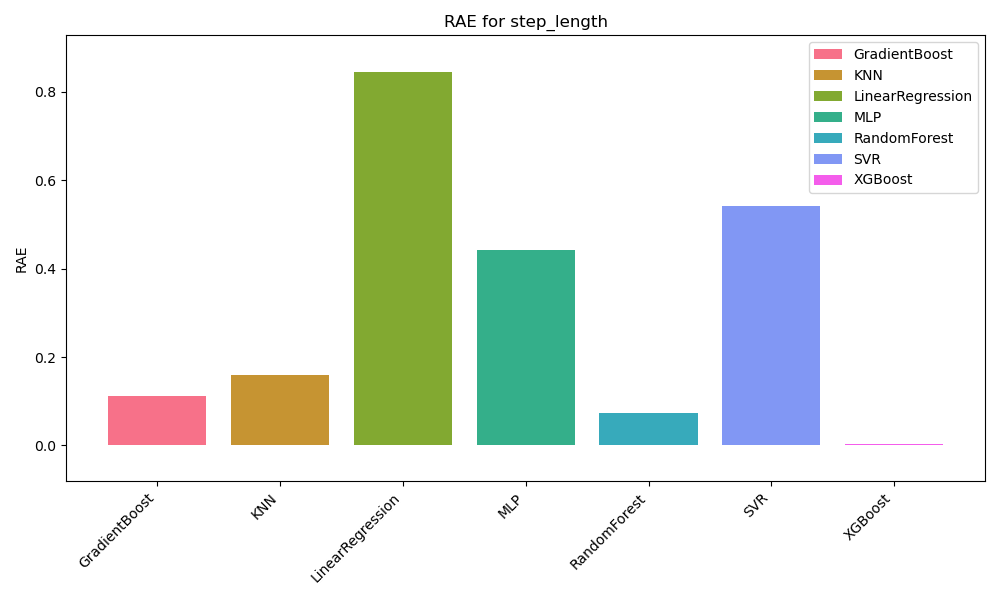 RAE for step_length
GradientBoost
KNN
LinearRegression
MLP
RandomForest
SVR
XGBoost
RAE
0.8
0.6
0.4
0.2
0.0
GradientBoost
KNN
LinearRegression
MLP
RandomForest
SVR
XGBoost